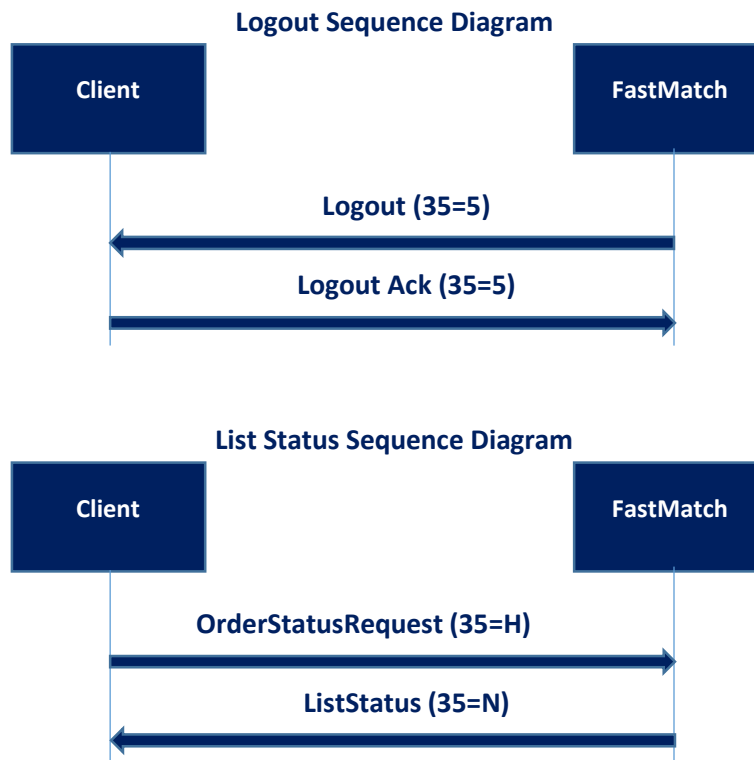 Logout Sequence Diagram
Client
FastMatch
Logout (35=5)
Logout Ack (35=5)
List Status Sequence Diagram
Client
FastMatch
OrderStatusRequest (35=H)
ListStatus (35=N)